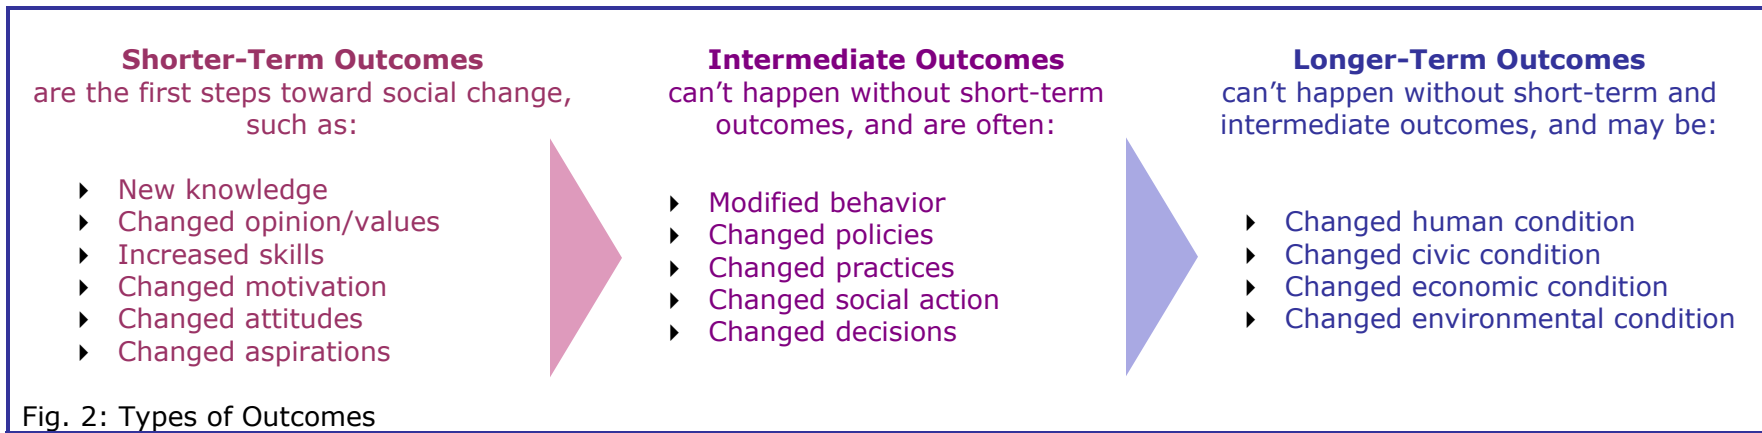 Shorter-Term Outcomes
are the first steps toward social change,
such as:
New knowledge
Changed opinion/values
Increased skills
Changed motivation
Changed attitudes
Changed aspirations
Intermediate Outcomes
can't happen without short-term
outcomes, and are often:
Modified behavior
Changed policies
Changed practices
Changed social action
Changed decisions
Longer-Term Outcomes
can't happen without short-term and
intermediate outcomes, and may be:
Changed human condition
Changed civic condition
Changed economic condition
Changed environmental condition
Fig. 2: Types of Outcomes